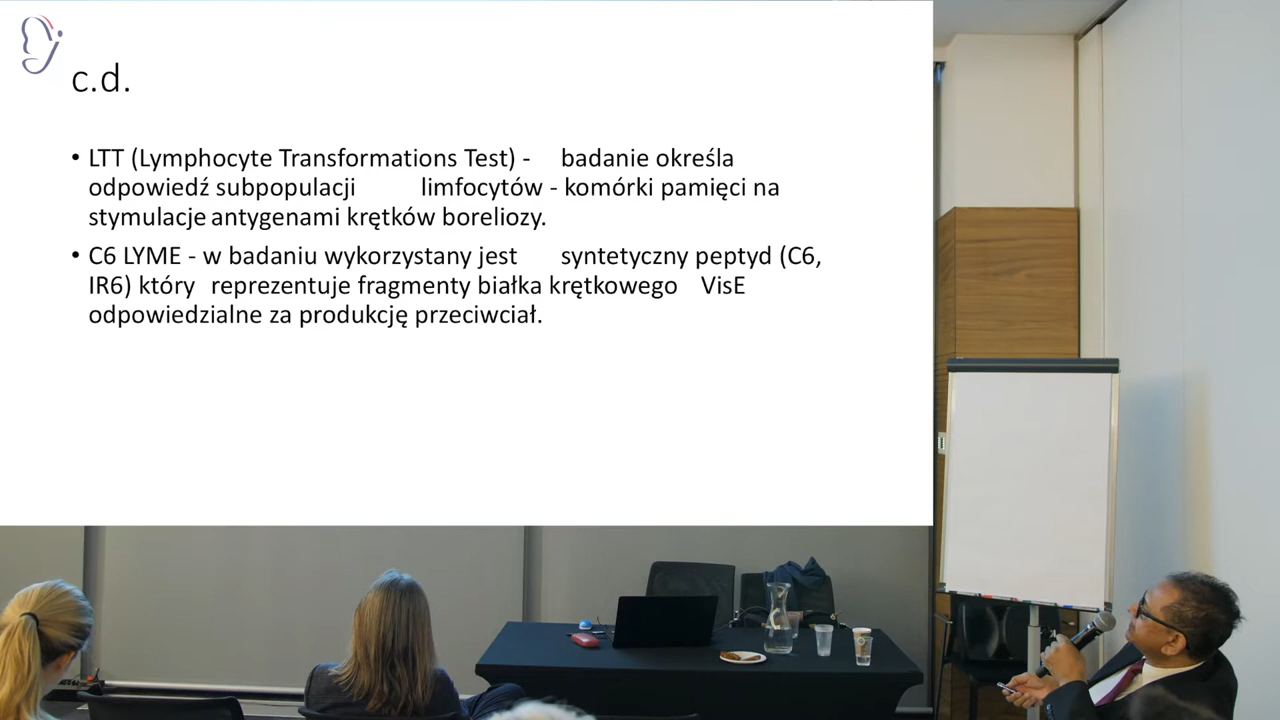 c.d.
• LTT (Lymphocyte Transformations Test) - badanie określa
odpowiedź subpopulacji limfocytów - komórki pamięci na
stymulacje antygenami krętków boreliozy.
• C6 LYME - w badaniu wykorzystany jest syntetyczny peptyd (C6,
IR6) który reprezentuje fragmenty białka krętkowego VisE
odpowiedzialne za produkcję przeciwciał.